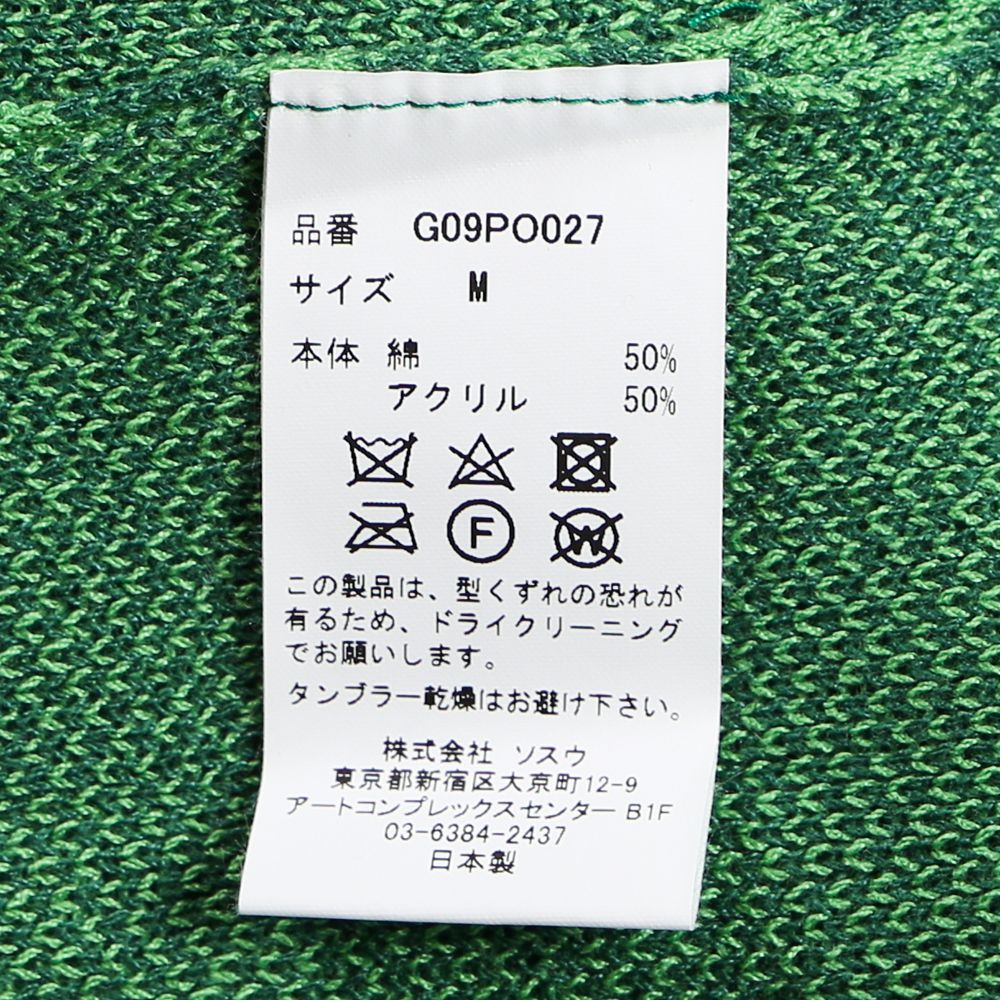 品番 G09PO027
サイズ M
本体 綿 50%
アクリル 50%
F W
この製品は、型くずれの恐れが
有るため、ドライクリーニング
でお願いします。
タンブラー乾燥はお避け下さい。
株式会社 ソスウ
東京都新宿区大京町12-9
アートコンプレックスセンター B1F
03-6384-2437
日本製